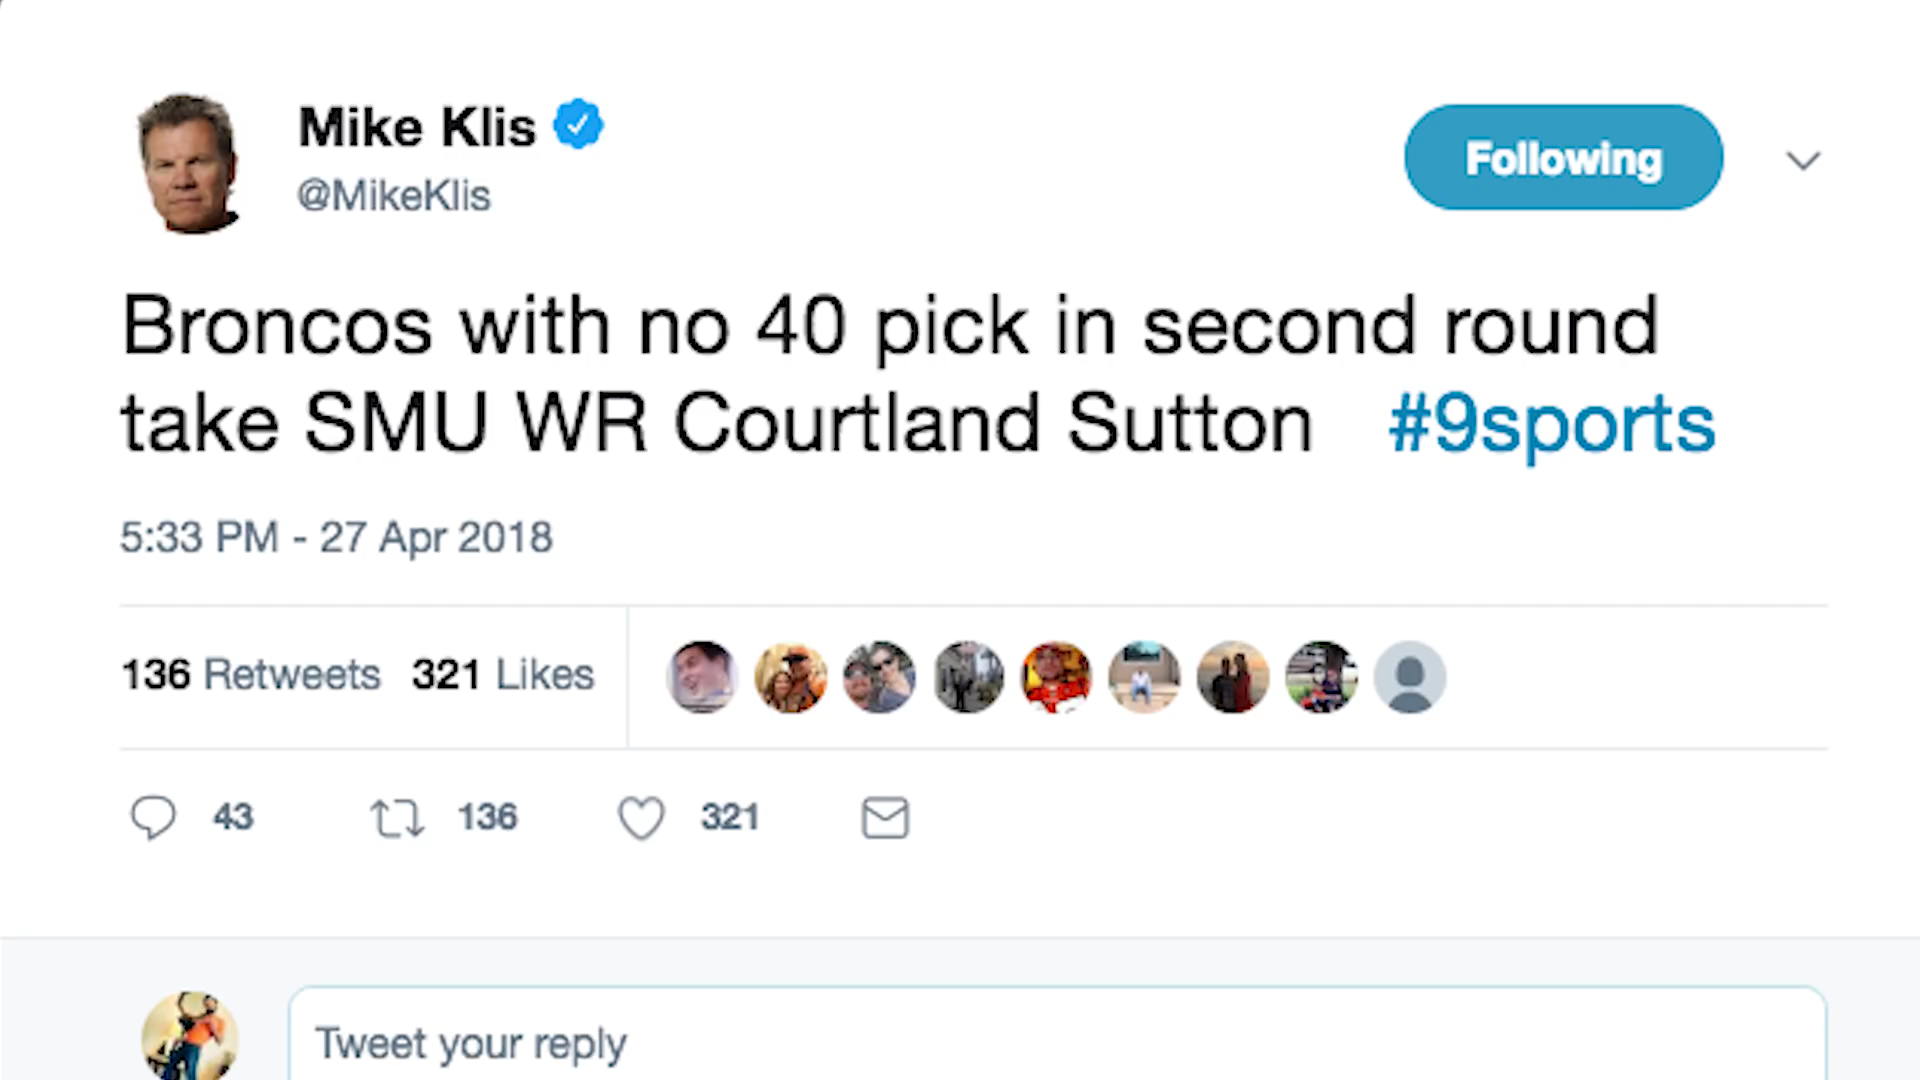 Mike Klis
@MikeKlis
Following
Broncos with no 40 pick in second round
take SMU WR Courtland Sutton #9sports
5:33 PM - 27 Apr 2018
136 Retweets 321 Likes
43 136 321
Tweet your reply